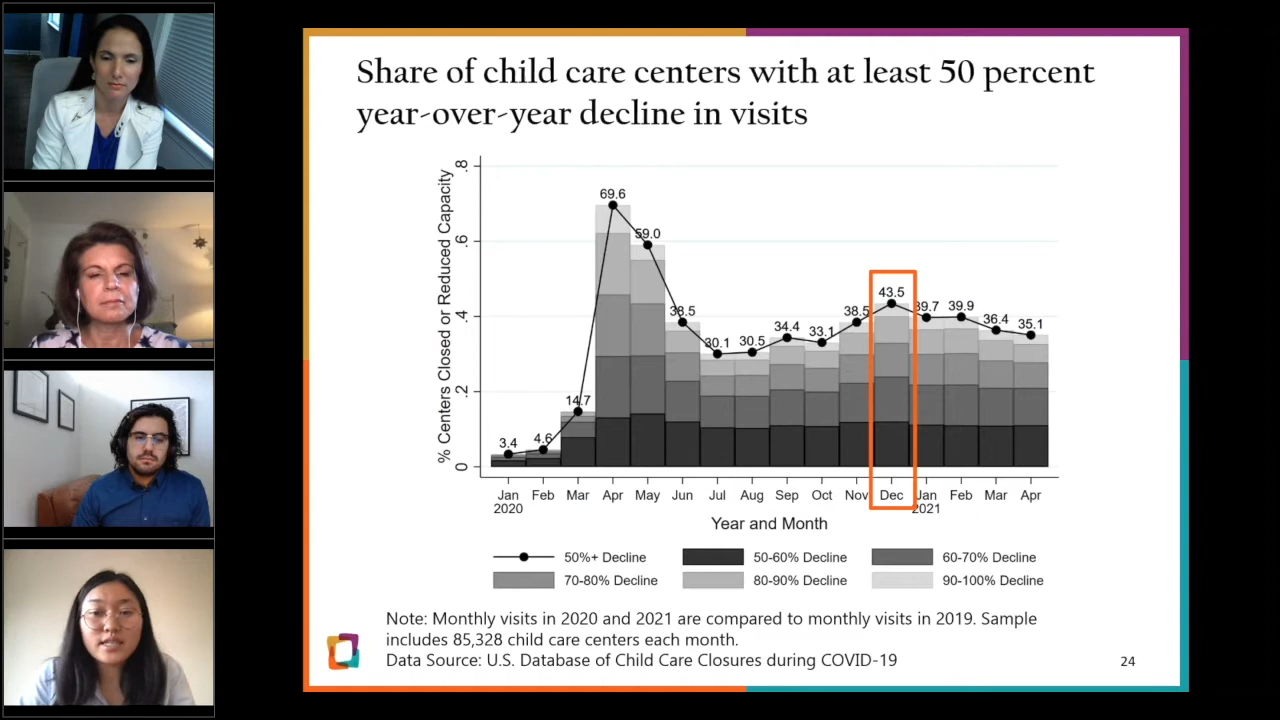 Share of child care centers with at least 50 percent
year-over-year decline in visits
% Centers Closed or Reduced Capacity
.8
.6
.4
.2
0
3.4
4.6
14.7
69.6
59.0
38.5
30.1
30.5
34.4
33.1
38.5
43.5
39.7
39.9
36.4
35.1
Jan Feb Mar Apr May Jun Jul Aug Sep Oct Nov Dec Jan Feb Mar Apr
2020 2021
Year and Month
50%+ Decline 50-60% Decline 60-70% Decline
70-80% Decline 80-90% Decline 90-100% Decline
Note: Monthly visits in 2020 and 2021 are compared to monthly visits in 2019. Sample
includes 85,328 child care centers each month.
Data Source: U.S. Database of Child Care Closures during COVID-19
24